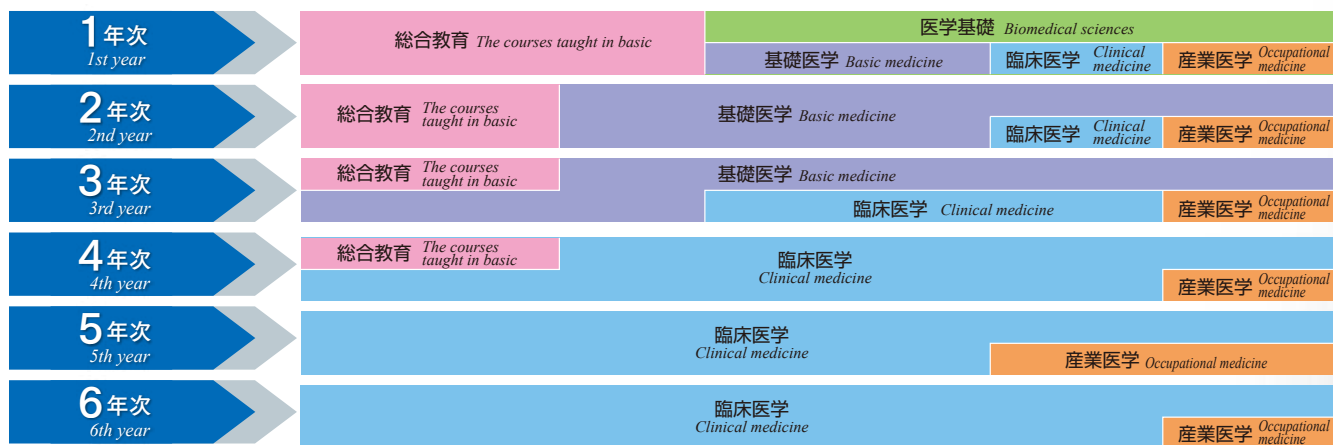 1年次
1st year
総合教育 The courses taught in basic
医学基礎 Biomedical sciences
基礎医学 Basic medicine
臨床医学 Clinical
medicine
産業医学 Occupational
medicine
2年次
2nd year
総合教育 The courses
taught in basic
基礎医学 Basic medicine
臨床医学 Clinical
medicine
産業医学 Occupational
medicine
3年次
3rd year
総合教育 The courses
taught in basic
基礎医学 Basic medicine
臨床医学 Clinical medicine
産業医学 Occupational
medicine
4年次
4th year
総合教育 The courses
taught in basic
臨床医学
Clinical medicine
産業医学 Occupational
medicine
5年次
5th year
臨床医学
Clinical medicine
産業医学 Occupational medicine
6年次
6th year
臨床医学
Clinical medicine
産業医学 Occupational
medicine